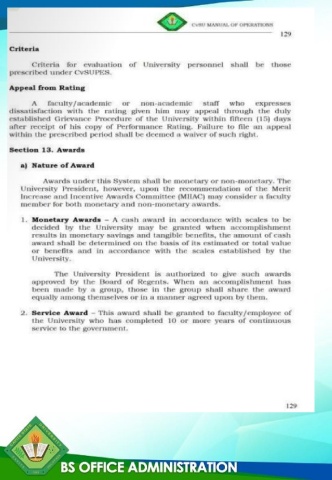 CvSU MANUAL OF OPERATIONS
129
Criteria
Criteria for evaluation of University personnel shall be those
prescribed under CvSUPES.
Appeal from Rating
A faculty/academic or non-academic staff who expresses
dissatisfaction with the rating given him may appeal through the duly
established Grievance Procedure of the University within fifteen (15) days
after receipt of his copy of Performance Rating. Failure to file an appeal
within the prescribed period shall be deemed a waiver of such right.
Section 13. Awards
a) Nature of Award
Awards under this System shall be monetary or non-monetary. The
University President, however, upon the recommendation of the Merit
Increase and Incentive Awards Committee (MIIAC) may consider a faculty
member for both monetary and non-monetary awards.
1. Monetary Awards – A cash award in accordance with scales to be
decided by the University may be granted when accomplishment
results in monetary savings and tangible benefits, the amount of cash
award shall be determined on the basis of its estimated or total value
or benefits and in accordance with the scales established by the
University.
The University President is authorized to give such awards
approved by the Board of Regents. When an accomplishment has
been made by a group, those in the group shall share the award
equally among themselves or in a manner agreed upon by them.
2. Service Award – This award shall be granted to faculty/employee of
the University who has completed 10 or more years of continuous
service to the government.
129
BS OFFICE ADMINISTRATION